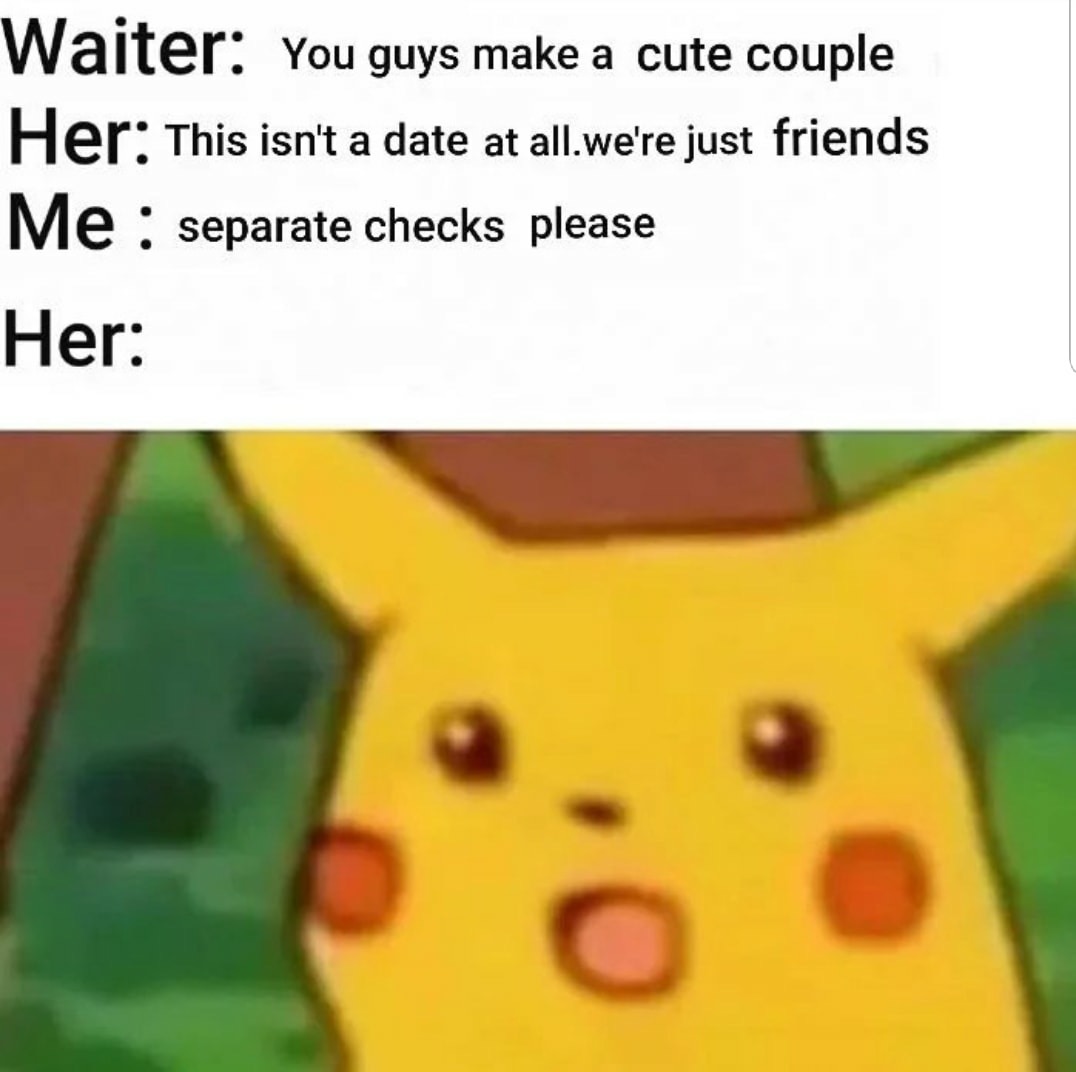 Waiter: You guys make a cute couple
Her: This isn't a date at all.we're just friends
Me : separate checks please
Her: